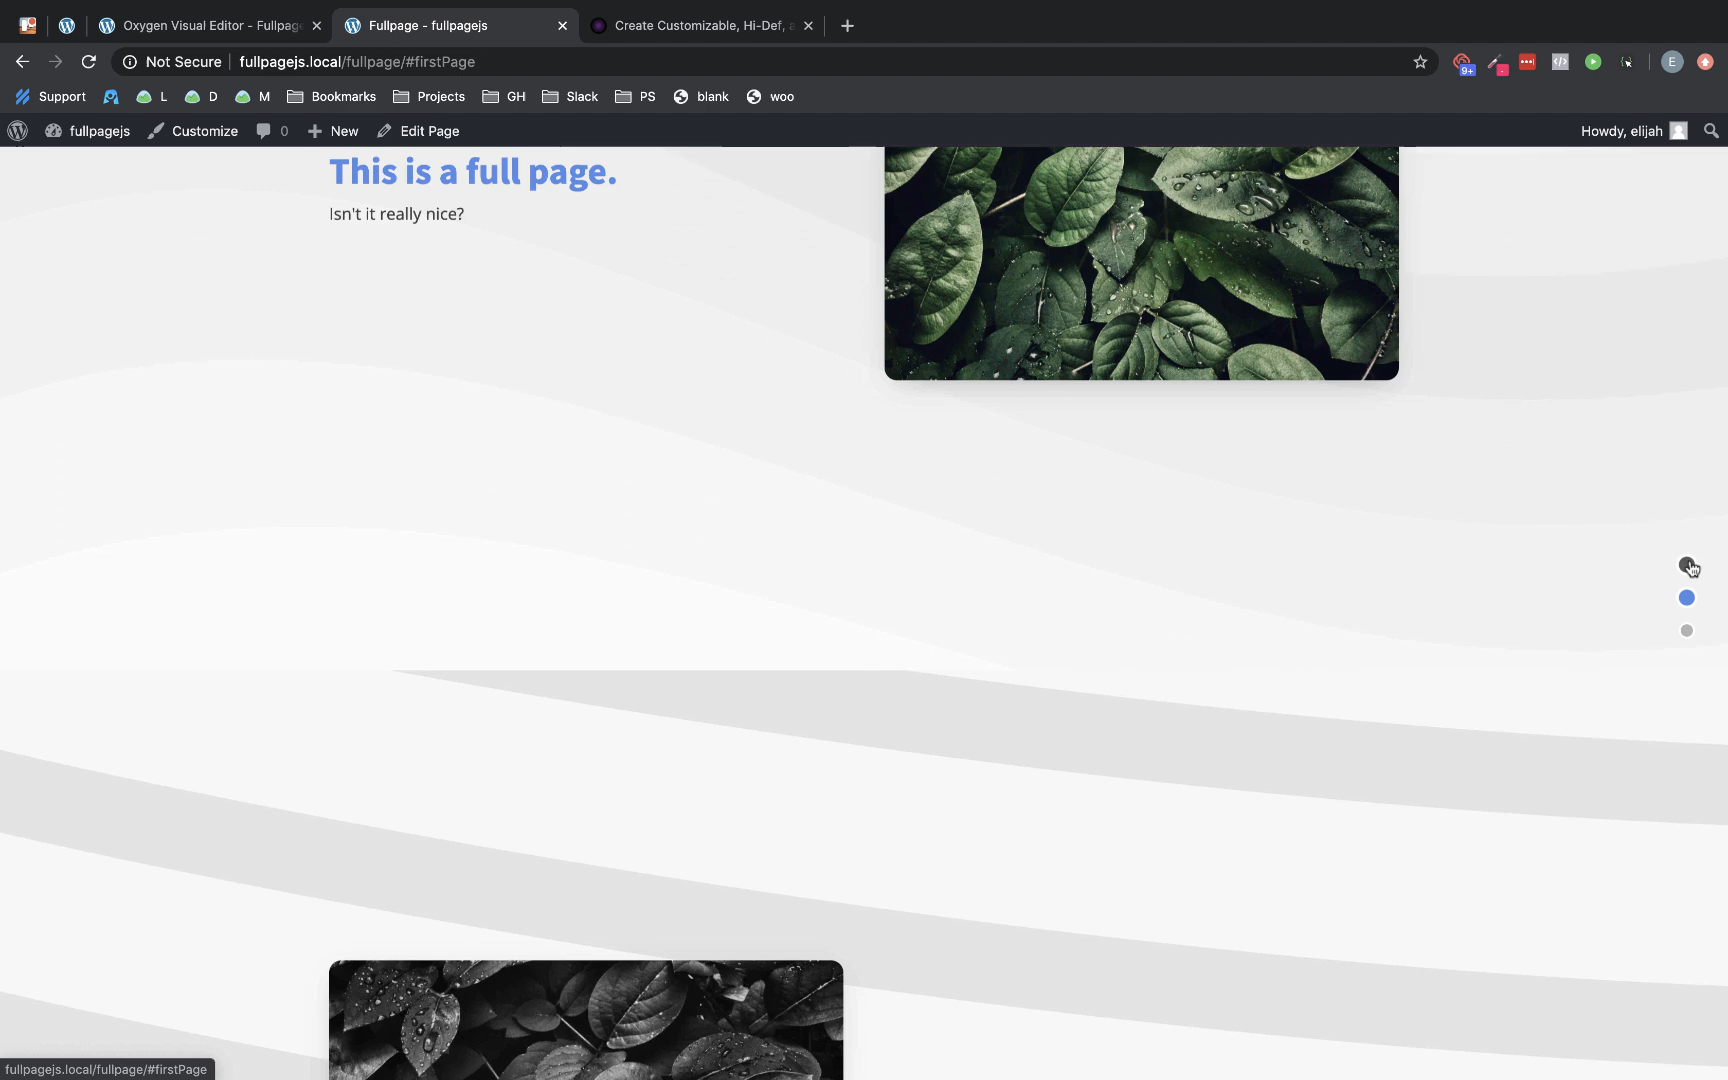 Oxygen Visual Editor - Fullpag
Fullpage - fullpagejs
Create Customizable, Hi-Def, a
Not Secure
fullpagejs.local/fullpage/#firstPage
9+
E
Support
L
D
M
Bookmarks
Projects
GH
Slack
PS
blank
woo
fullpagejs
Customize
0
New
Edit Page
Howdy, elijah
This is a full page.
Isn't it really nice?
fullpagejs.local/fullpage/#firstPage